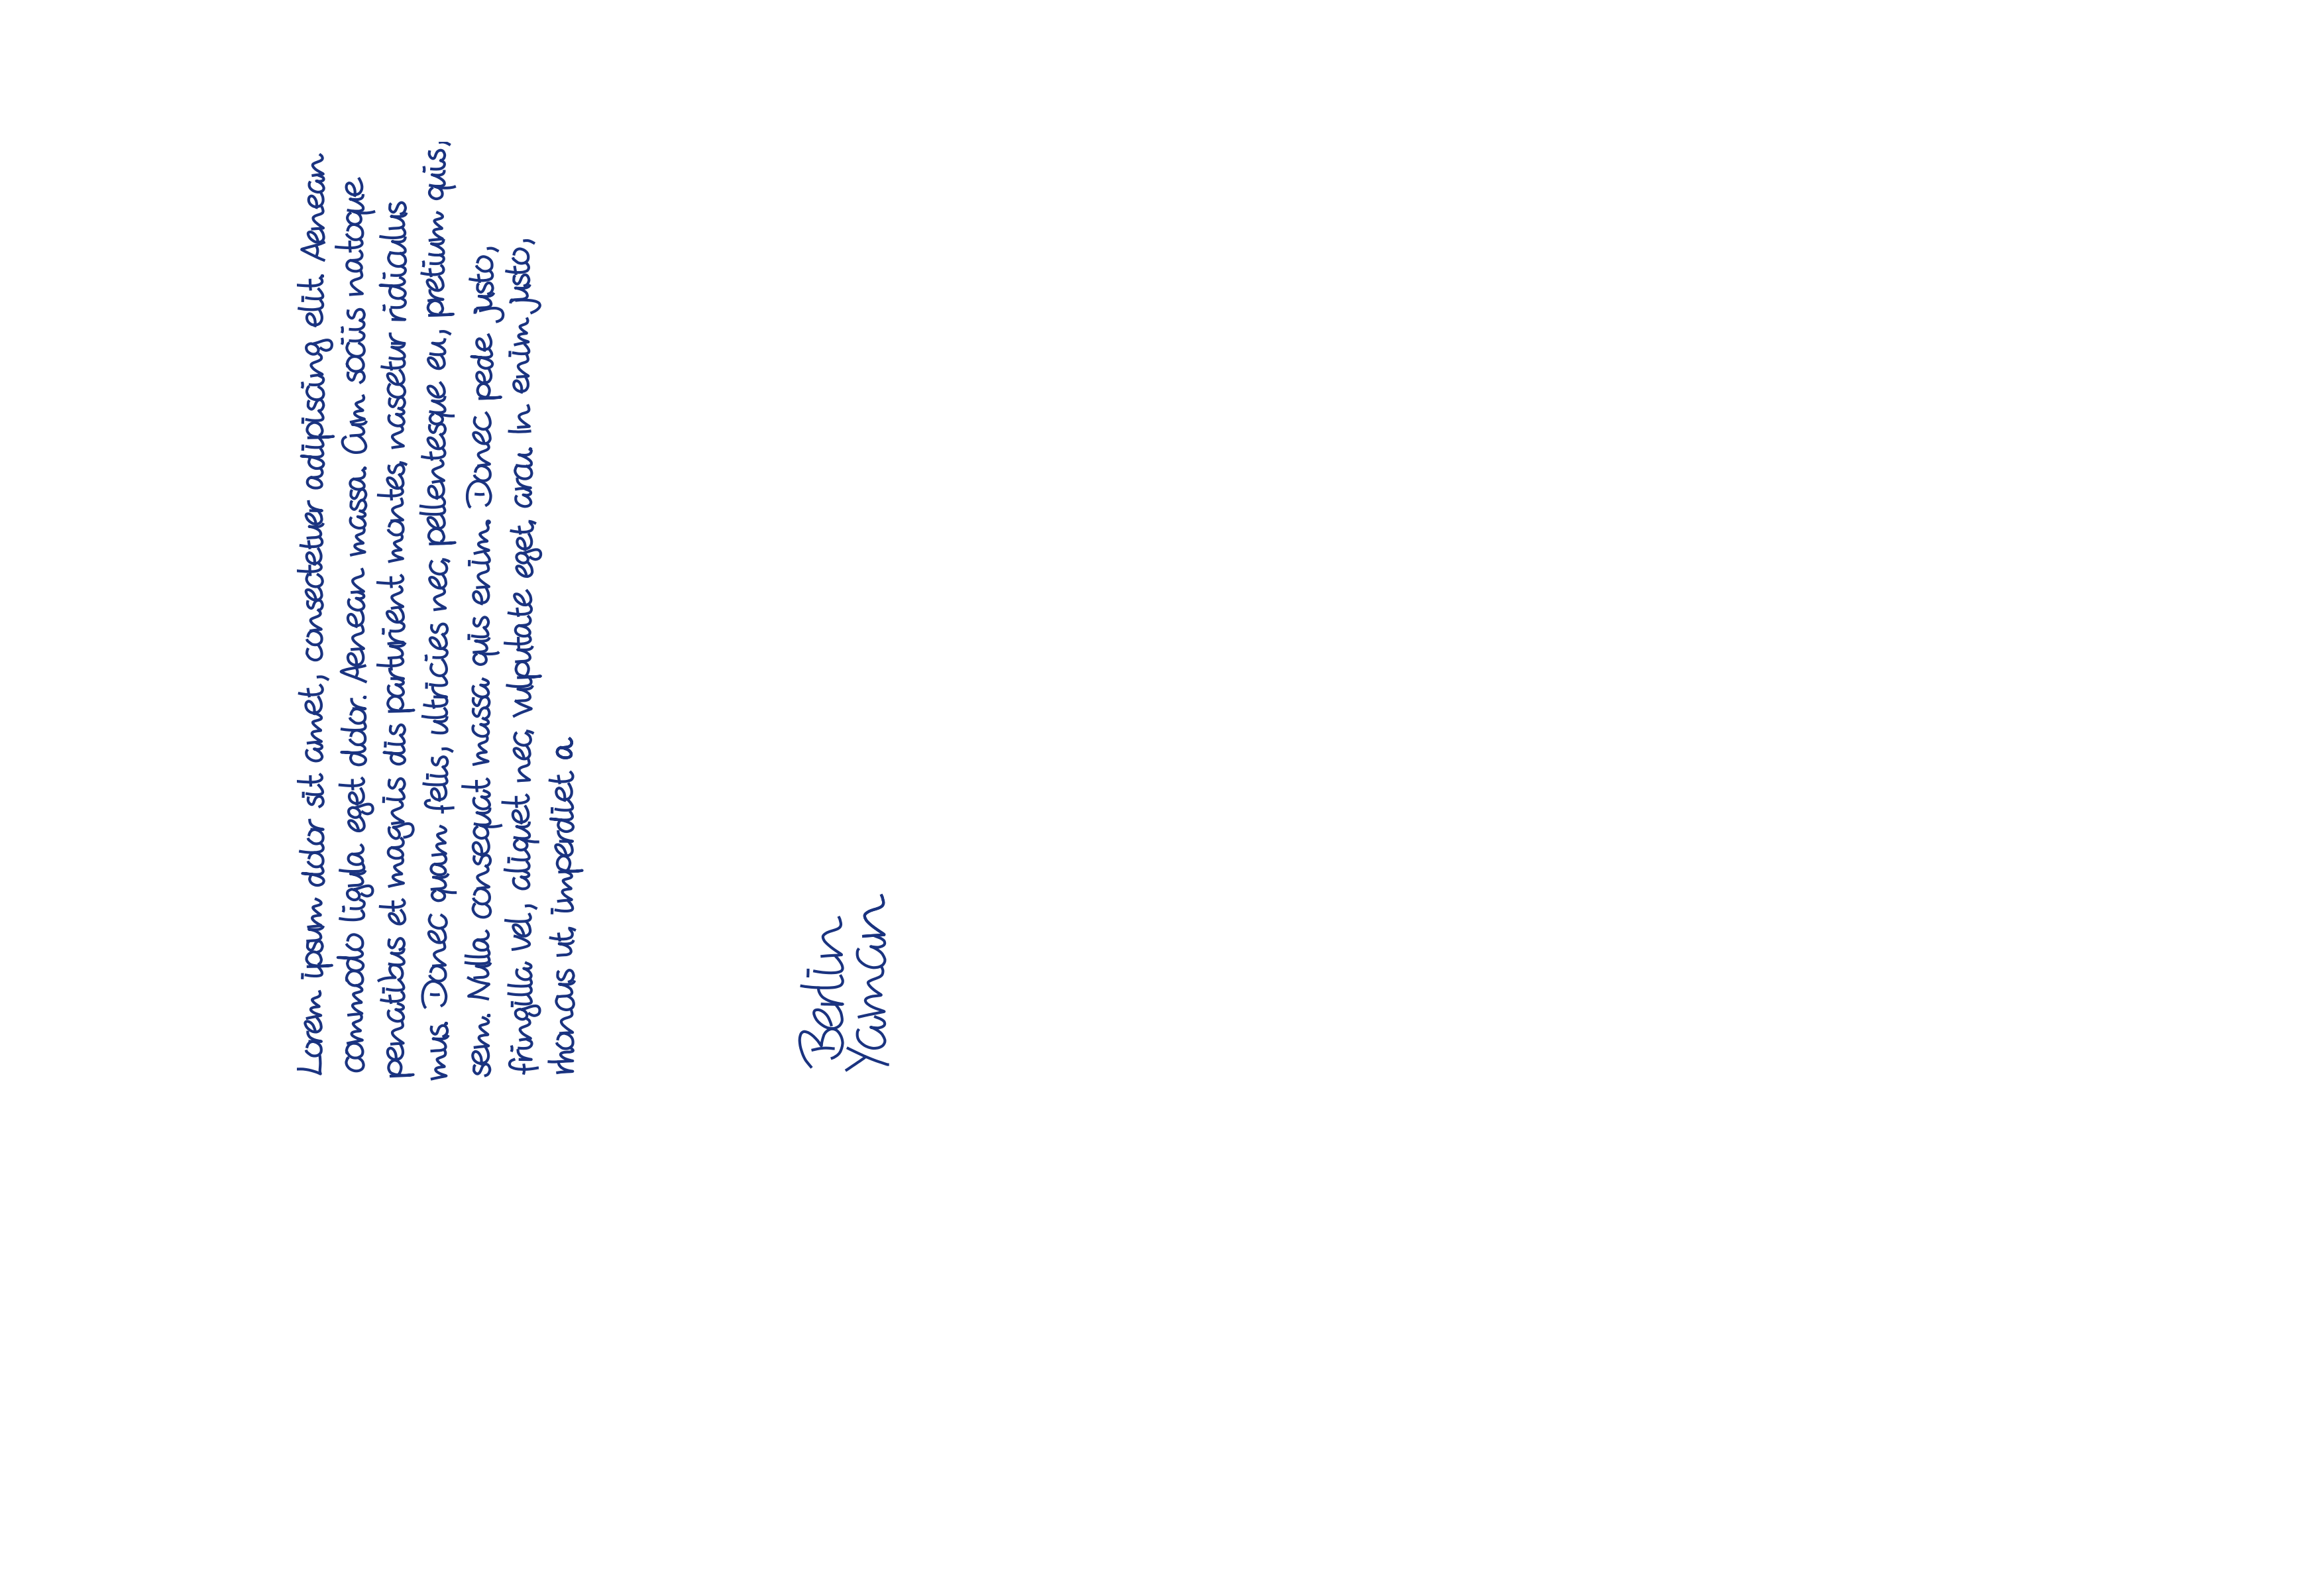 Lorem ipsum dolor sit amet, consectetuer adipiscing elit. Aenean
commodo ligula eget dolor. Aenean massa. Cum sociis natoque
penatibus et magnis dis parturient montes, nascetur ridiculus
mus. Donec quam felis, ultricies nec, pellentesque eu, pretium quis,
sem. Nulla consequat massa quis enim. Donec pede justo,
fringilla vel, aliquet nec, vulputate eget, arcu. In enim justo,
rhoncus ut, imperdiet a.
Berlin
YanCan